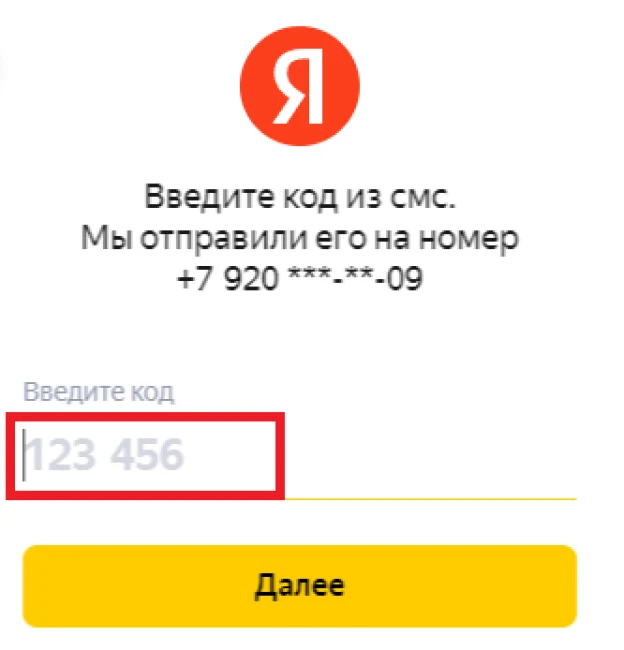 Я
Введите код из смс.
Мы отправили его на номер
+7 920 ***-**-09
Введите код
123 456
Далее